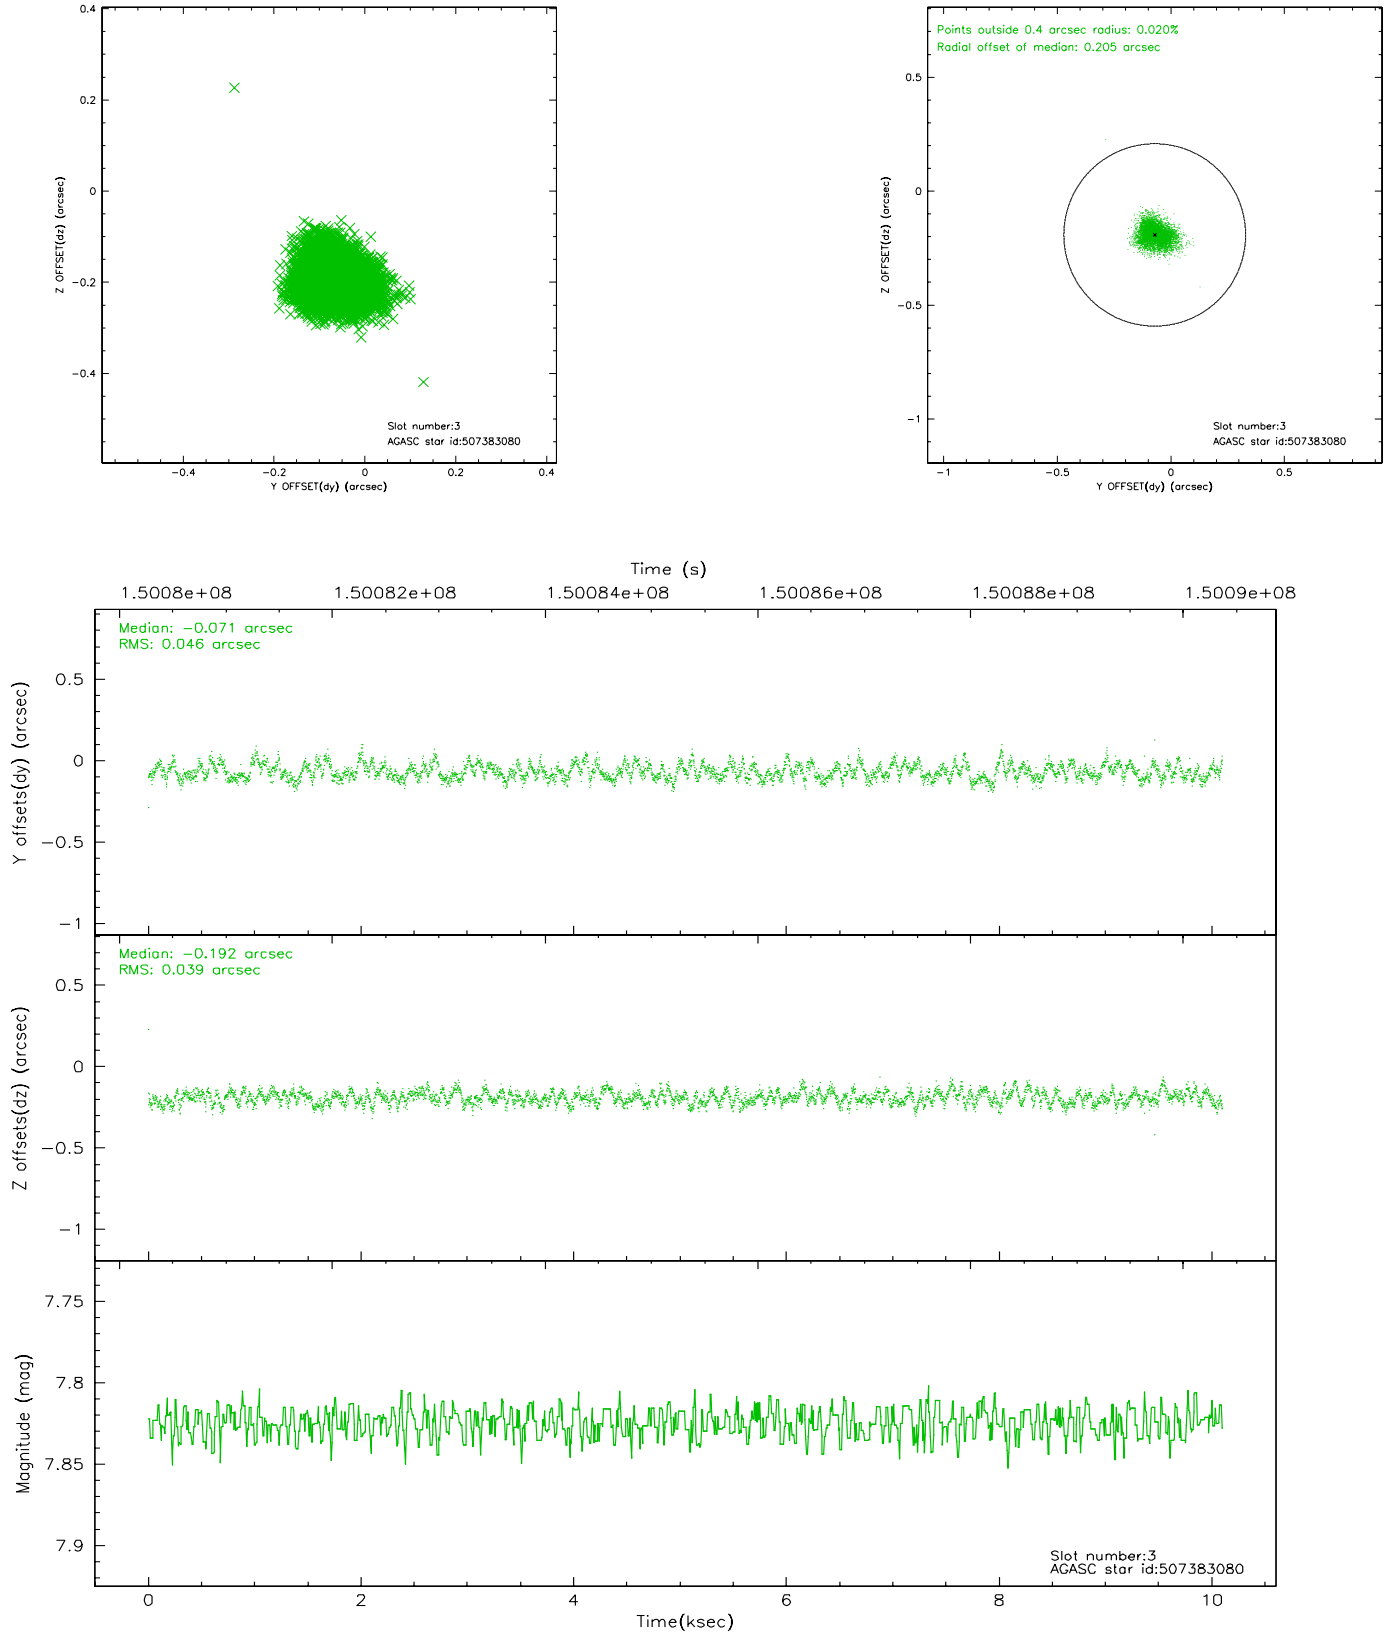 0.4
0.2
0
−0.2
−0.4
Z OFFSET(dz) (arcsec)
Slot number:3
AGASC star id:507383080
−0.4 −0.2 0 0.2 0.4
Y OFFSET(dy) (arcsec)
Points outside 0.4 arcsec radius: 0.020%
Radial offset of median: 0.205 arcsec
0.5
0
−0.5
−1
Z OFFSET(dz) (arcsec)
Slot number:3
AGASC star id:507383080
−1 −0.5 0 0.5
Y OFFSET(dy) (arcsec)
Time (s)
1.5008e+08 1.50082e+08 1.50084e+08 1.50086e+08 1.50088e+08 1.5009e+08
Median: −0.071 arcsec
RMS: 0.046 arcsec
0.5
0
−0.5
−1
Y offsets(dy) (arcsec)
Median: −0.192 arcsec
RMS: 0.039 arcsec
0.5
0
−0.5
−1
Z offsets(dz) (arcsec)
7.75
7.8
7.85
7.9
Magnitude (mag)
Slot number:3
AGASC star id:507383080
0 2 4 6 8 10
Time(ksec)